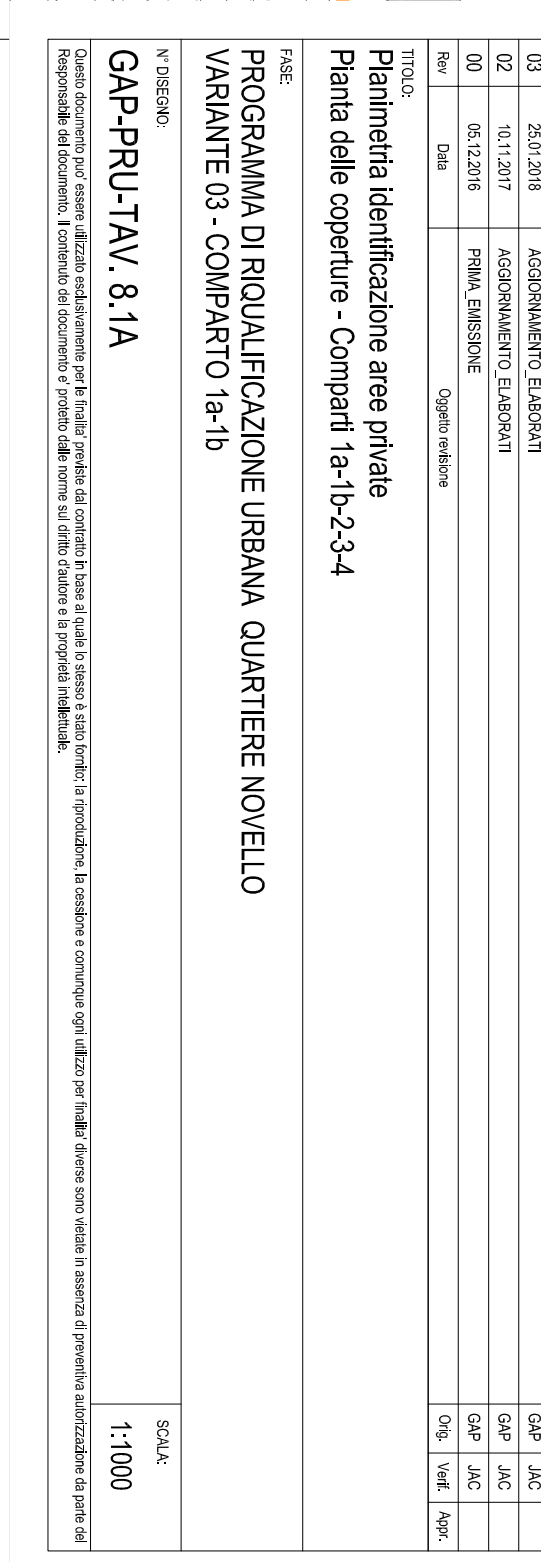 03 25.01.2018 AGGIORNAMENTO_ELABORATI GAP JAC
02 10.11.2017 AGGIORNAMENTO_ELABORATI GAP JAC
00 05.12.2016 PRIMA_EMISSIONE GAP JAC
Rev Data Oggetto revisione Orig. Verif. Appr.
TITOLO:
Planimetria identificazione aree private
Pianta delle coperture - Comparti 1a-1b-2-3-4
FASE:
PROGRAMMA DI RIQUALIFICAZIONE URBANA QUARTIERE NOVELLO
VARIANTE 03 - COMPARTO 1a-1b
N° DISEGNO: SCALA:
GAP-PRU-TAV. 8.1A 1:1000
Questo documento puo' essere utilizzato esclusivamente per le finalita' previste dal contratto in base al quale lo stesso è stato fornito; la riproduzione, la cessione e comunque ogni utilizzo per finalita' diverse sono vietate in assenza di preventiva autorizzazione da parte del
Responsabile del documento. Il contenuto del documento e' protetto dalle norme sul diritto d'autore e la proprietà intellettuale.